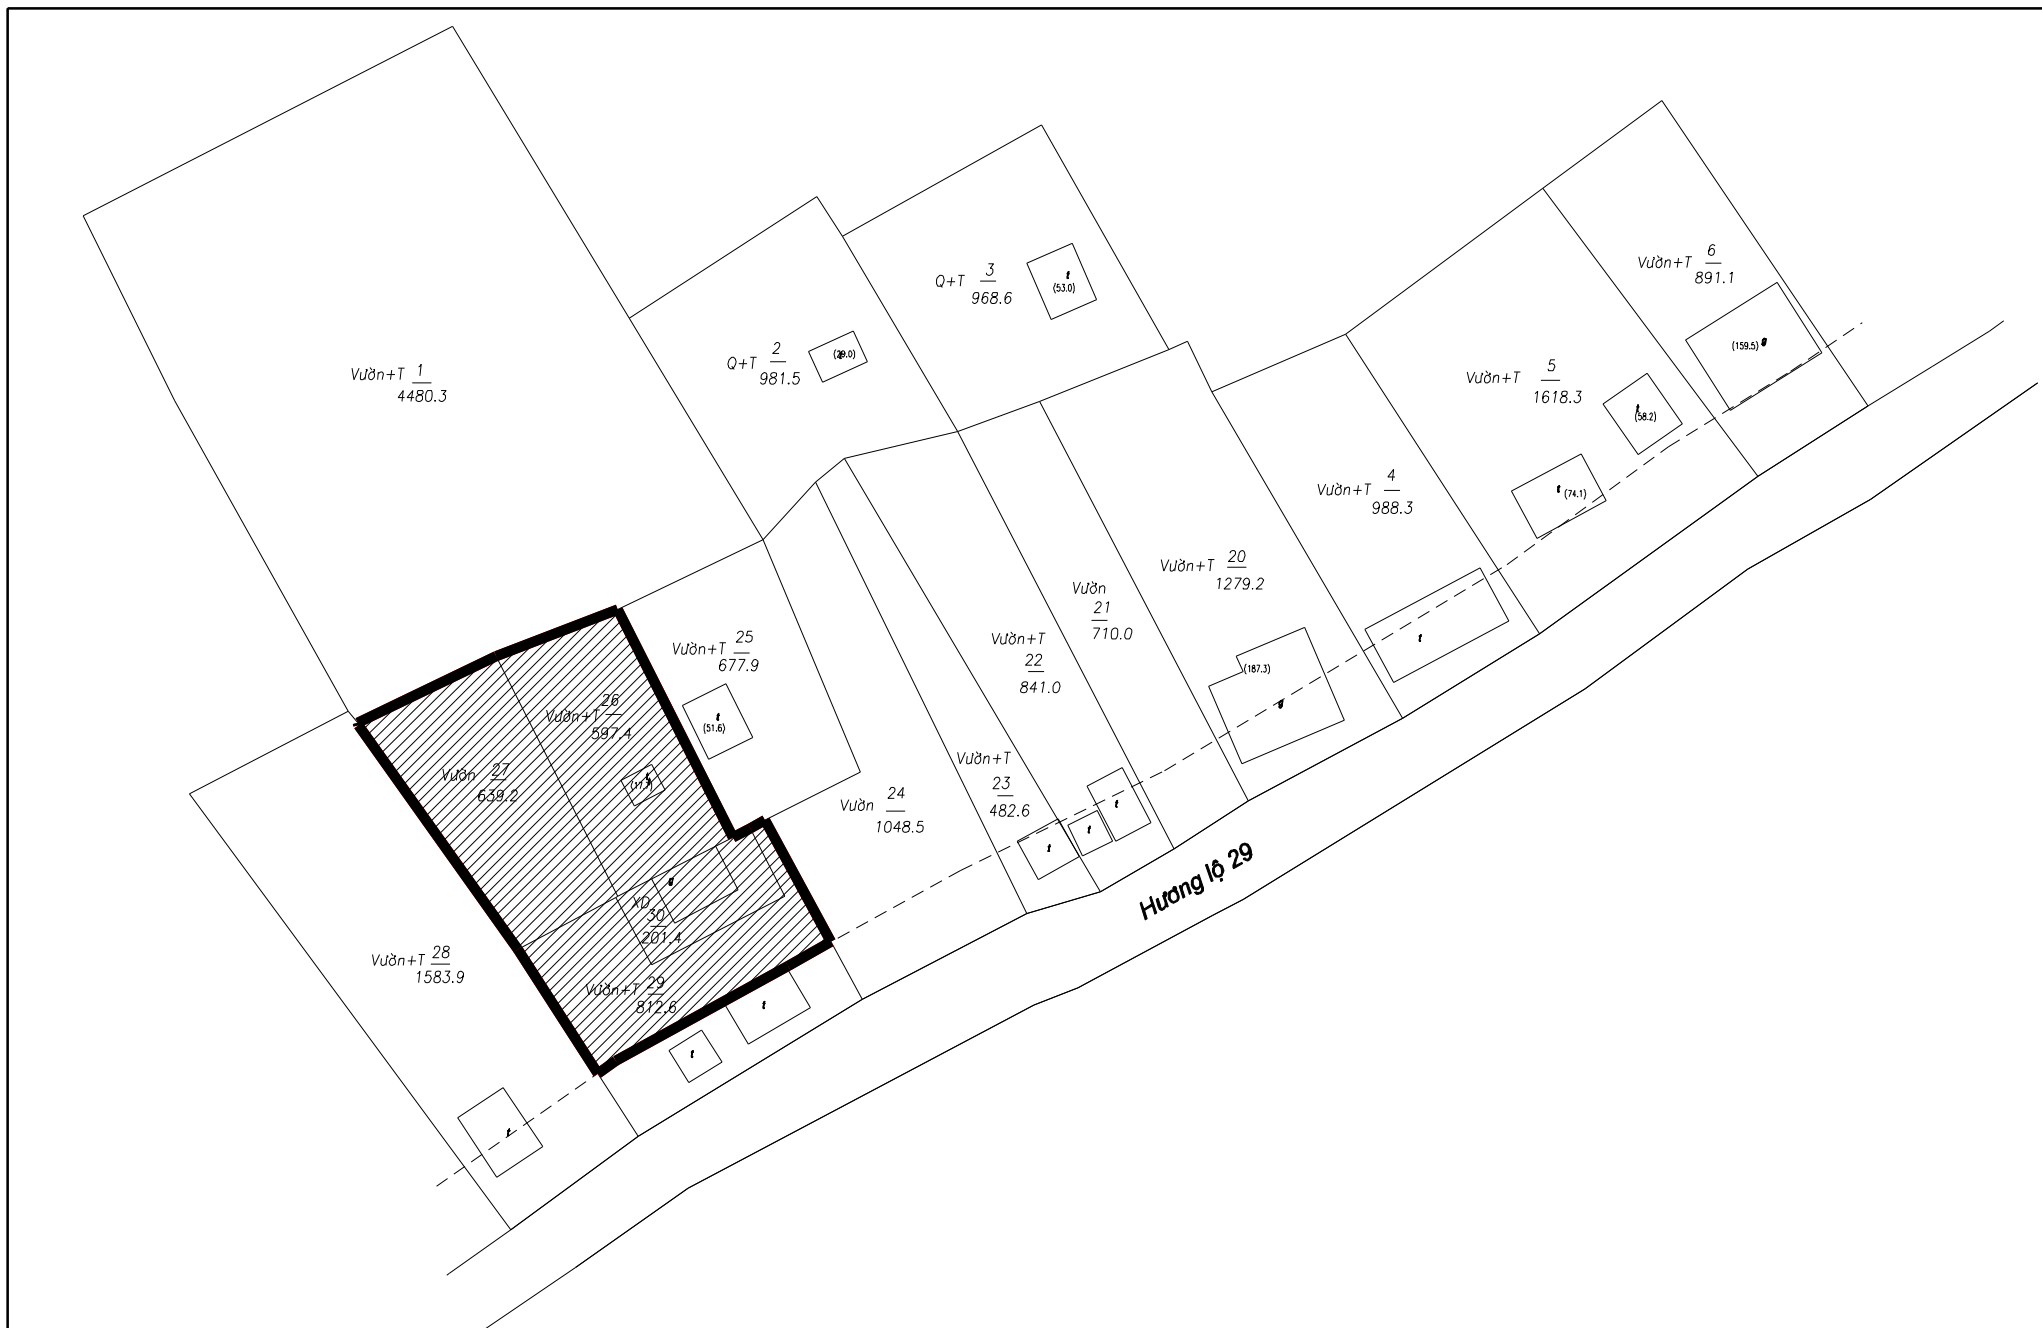 Vườn+T 1
4480.3
Q+T 2
981.5
(29.0)
t
Q+T 3
968.6
t
(53.0)
Vườn+T 6
891.1
(159.5) g
Vườn+T 5
1618.3
t
(58.2)
t (74.1)
Vườn+T 4
988.3
t
Vườn+T 20
1279.2
(187.3)
g
Vườn
21
710.0
Vườn+T
22
841.0
Vườn+T
23
482.6
t
t
t
Vườn 24
1048.5
Vườn+T 25
677.9
t
(51.6)
Vườn+T 26
597.4
t
Vườn 27
639.2
g
XD
30
201.4
Vườn+T 29
812.6
t
t
Vườn+T 28
1583.9
t
Hương lộ 29